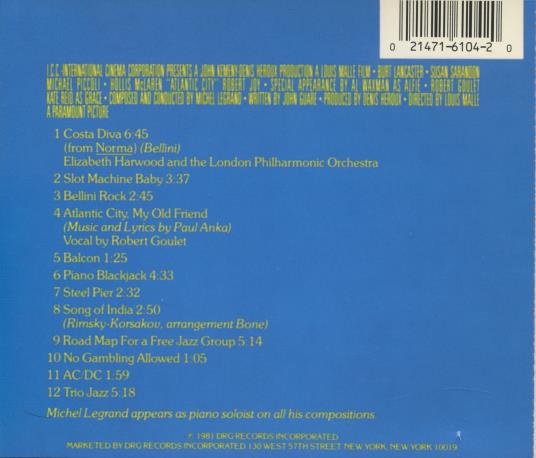 0 21471-6104-2 0
I.C.C.-INTERNATIONAL CINEMA CORPORATION PRESENTS A JOHN KEMENY-DENIS HEROUX PRODUCTION A LOUIS MALLE FILM • BURT LANCASTER • SUSAN SARANDON
MICHAEL PICCOLI • HOLLIS McLAREN "ATLANTIC CITY" ROBERT JOY • SPECIAL APPEARANCE BY AL WAXMAN AS ALFIE • ROBERT GOULET
KATE REID AS GRACE • COMPOSED AND CONDUCTED BY MICHEL LEGRAND • WRITTEN BY JOHN GUARE • PRODUCED BY DENIS HEROUX • DIRECTED BY LOUIS MALLE
A PARAMOUNT PICTURE
1 Costa Diva 6:45
(from Norma) (Bellini)
Elizabeth Harwood and the London Philharmonic Orchestra
2 Slot Machine Baby 3:37
3 Bellini Rock 2:45
4 Atlantic City, My Old Friend
(Music and Lyrics by Paul Anka)
Vocal by Robert Goulet
5 Balcon 1:25
6 Piano Blackjack 4:33
7 Steel Pier 2:32
8 Song of India 2:50
(Rimsky-Korsakov, arrangement Bone)
9 Road Map For a Free Jazz Group 5:14
10 No Gambling Allowed 1:05
11 AC/DC 1:59
12 Trio Jazz 5:18
Michel Legrand appears as piano soloist on all his compositions.
℗ 1981 DRG RECORDS INCORPORATED
MARKETED BY DRG RECORDS INCORPORATED 130 WEST 57TH STREET, NEW YORK, NEW YORK 10019